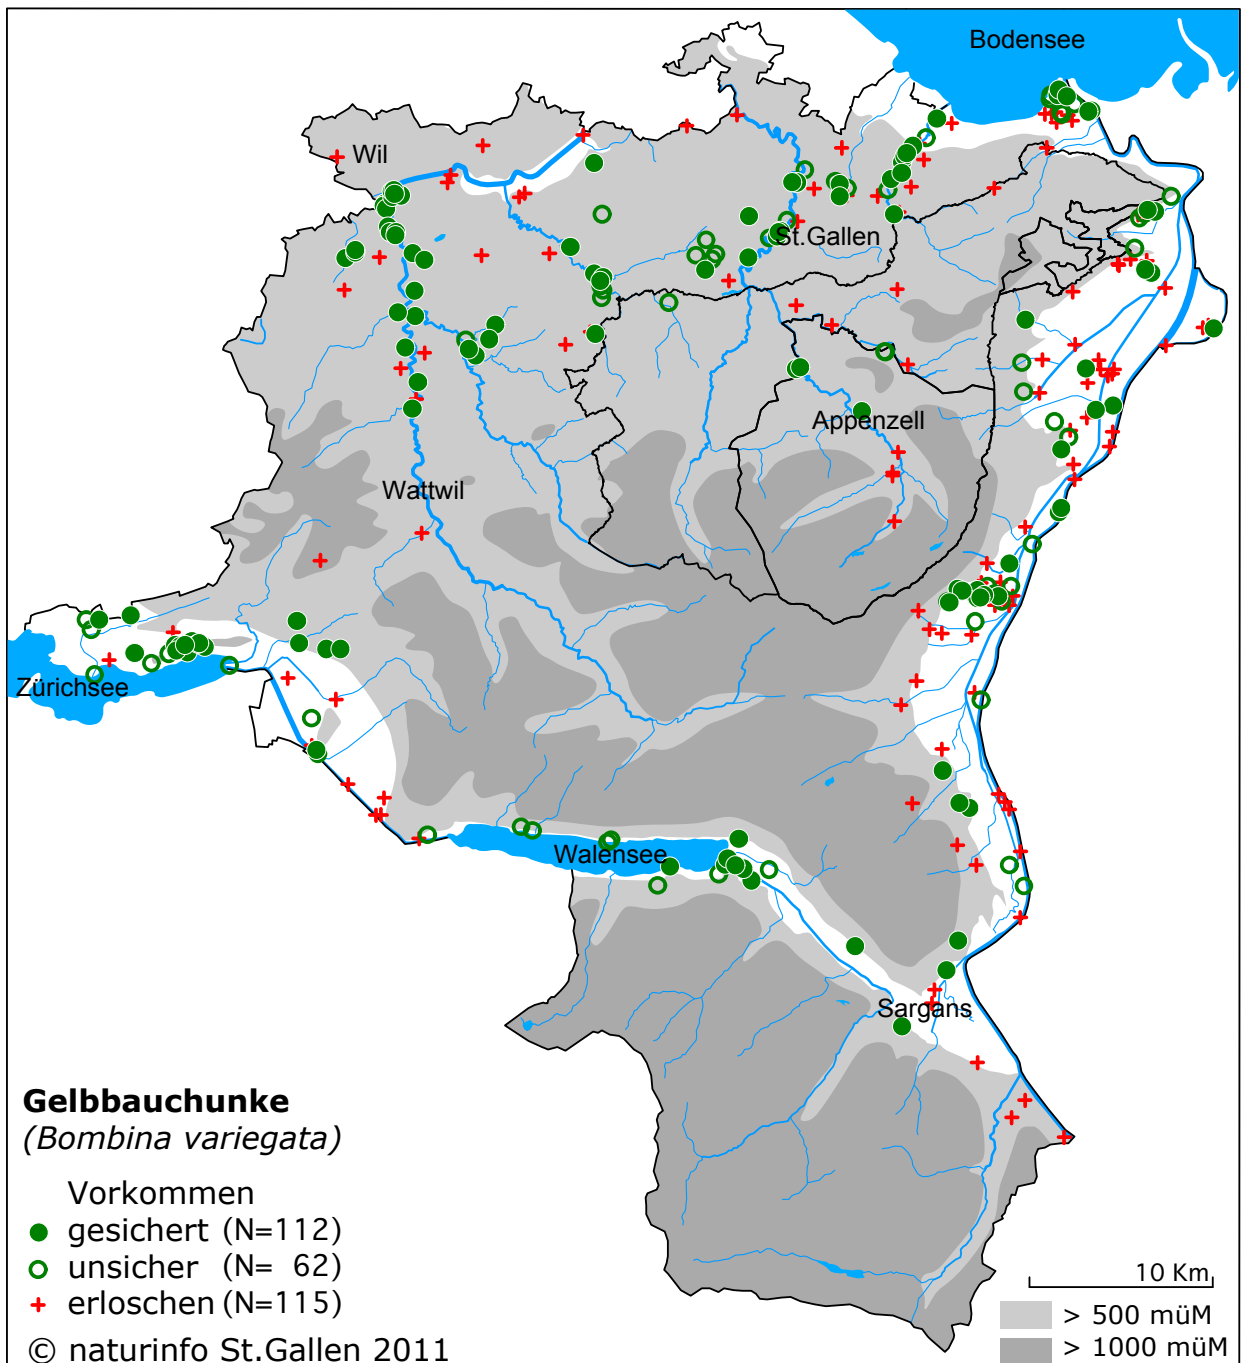 Bodensee
Wil
St.Gallen
Appenzell
Wattwil
Zürichsee
Walensee
Sargans
Gelbbauchunke
(Bombina variegata)
Vorkommen
gesichert (N=112)
unsicher (N= 62)
erloschen (N=115)
© naturinfo St.Gallen 2011
10 Km
> 500 müM
> 1000 müM